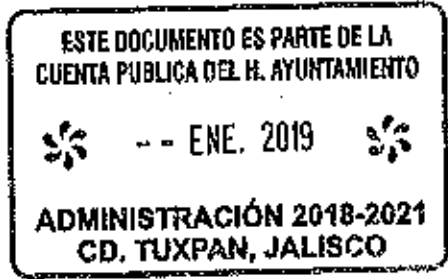 ESTE DOCUMENTO ES PARTE DE LA
CUENTA PUBLICA DEL H. AYUNTAMIENTO
-- ENE. 2019
ADMINISTRACIÓN 2018-2021
CD. TUXPAN, JALISCO